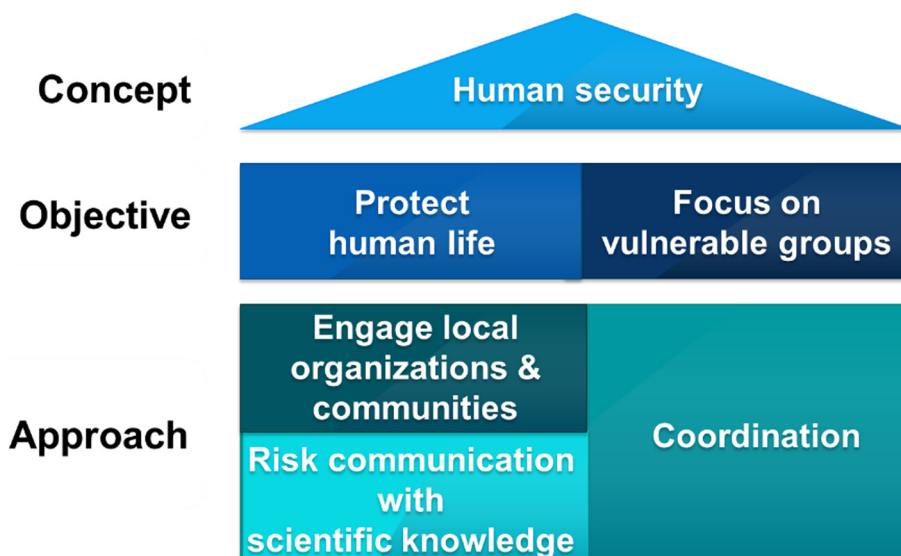 Concept
Human security
Objective
Protect
human life
Focus on
vulnerable groups
Approach
Engage local
organizations &
communities
Risk communication
with
scientific knowledge
Coordination